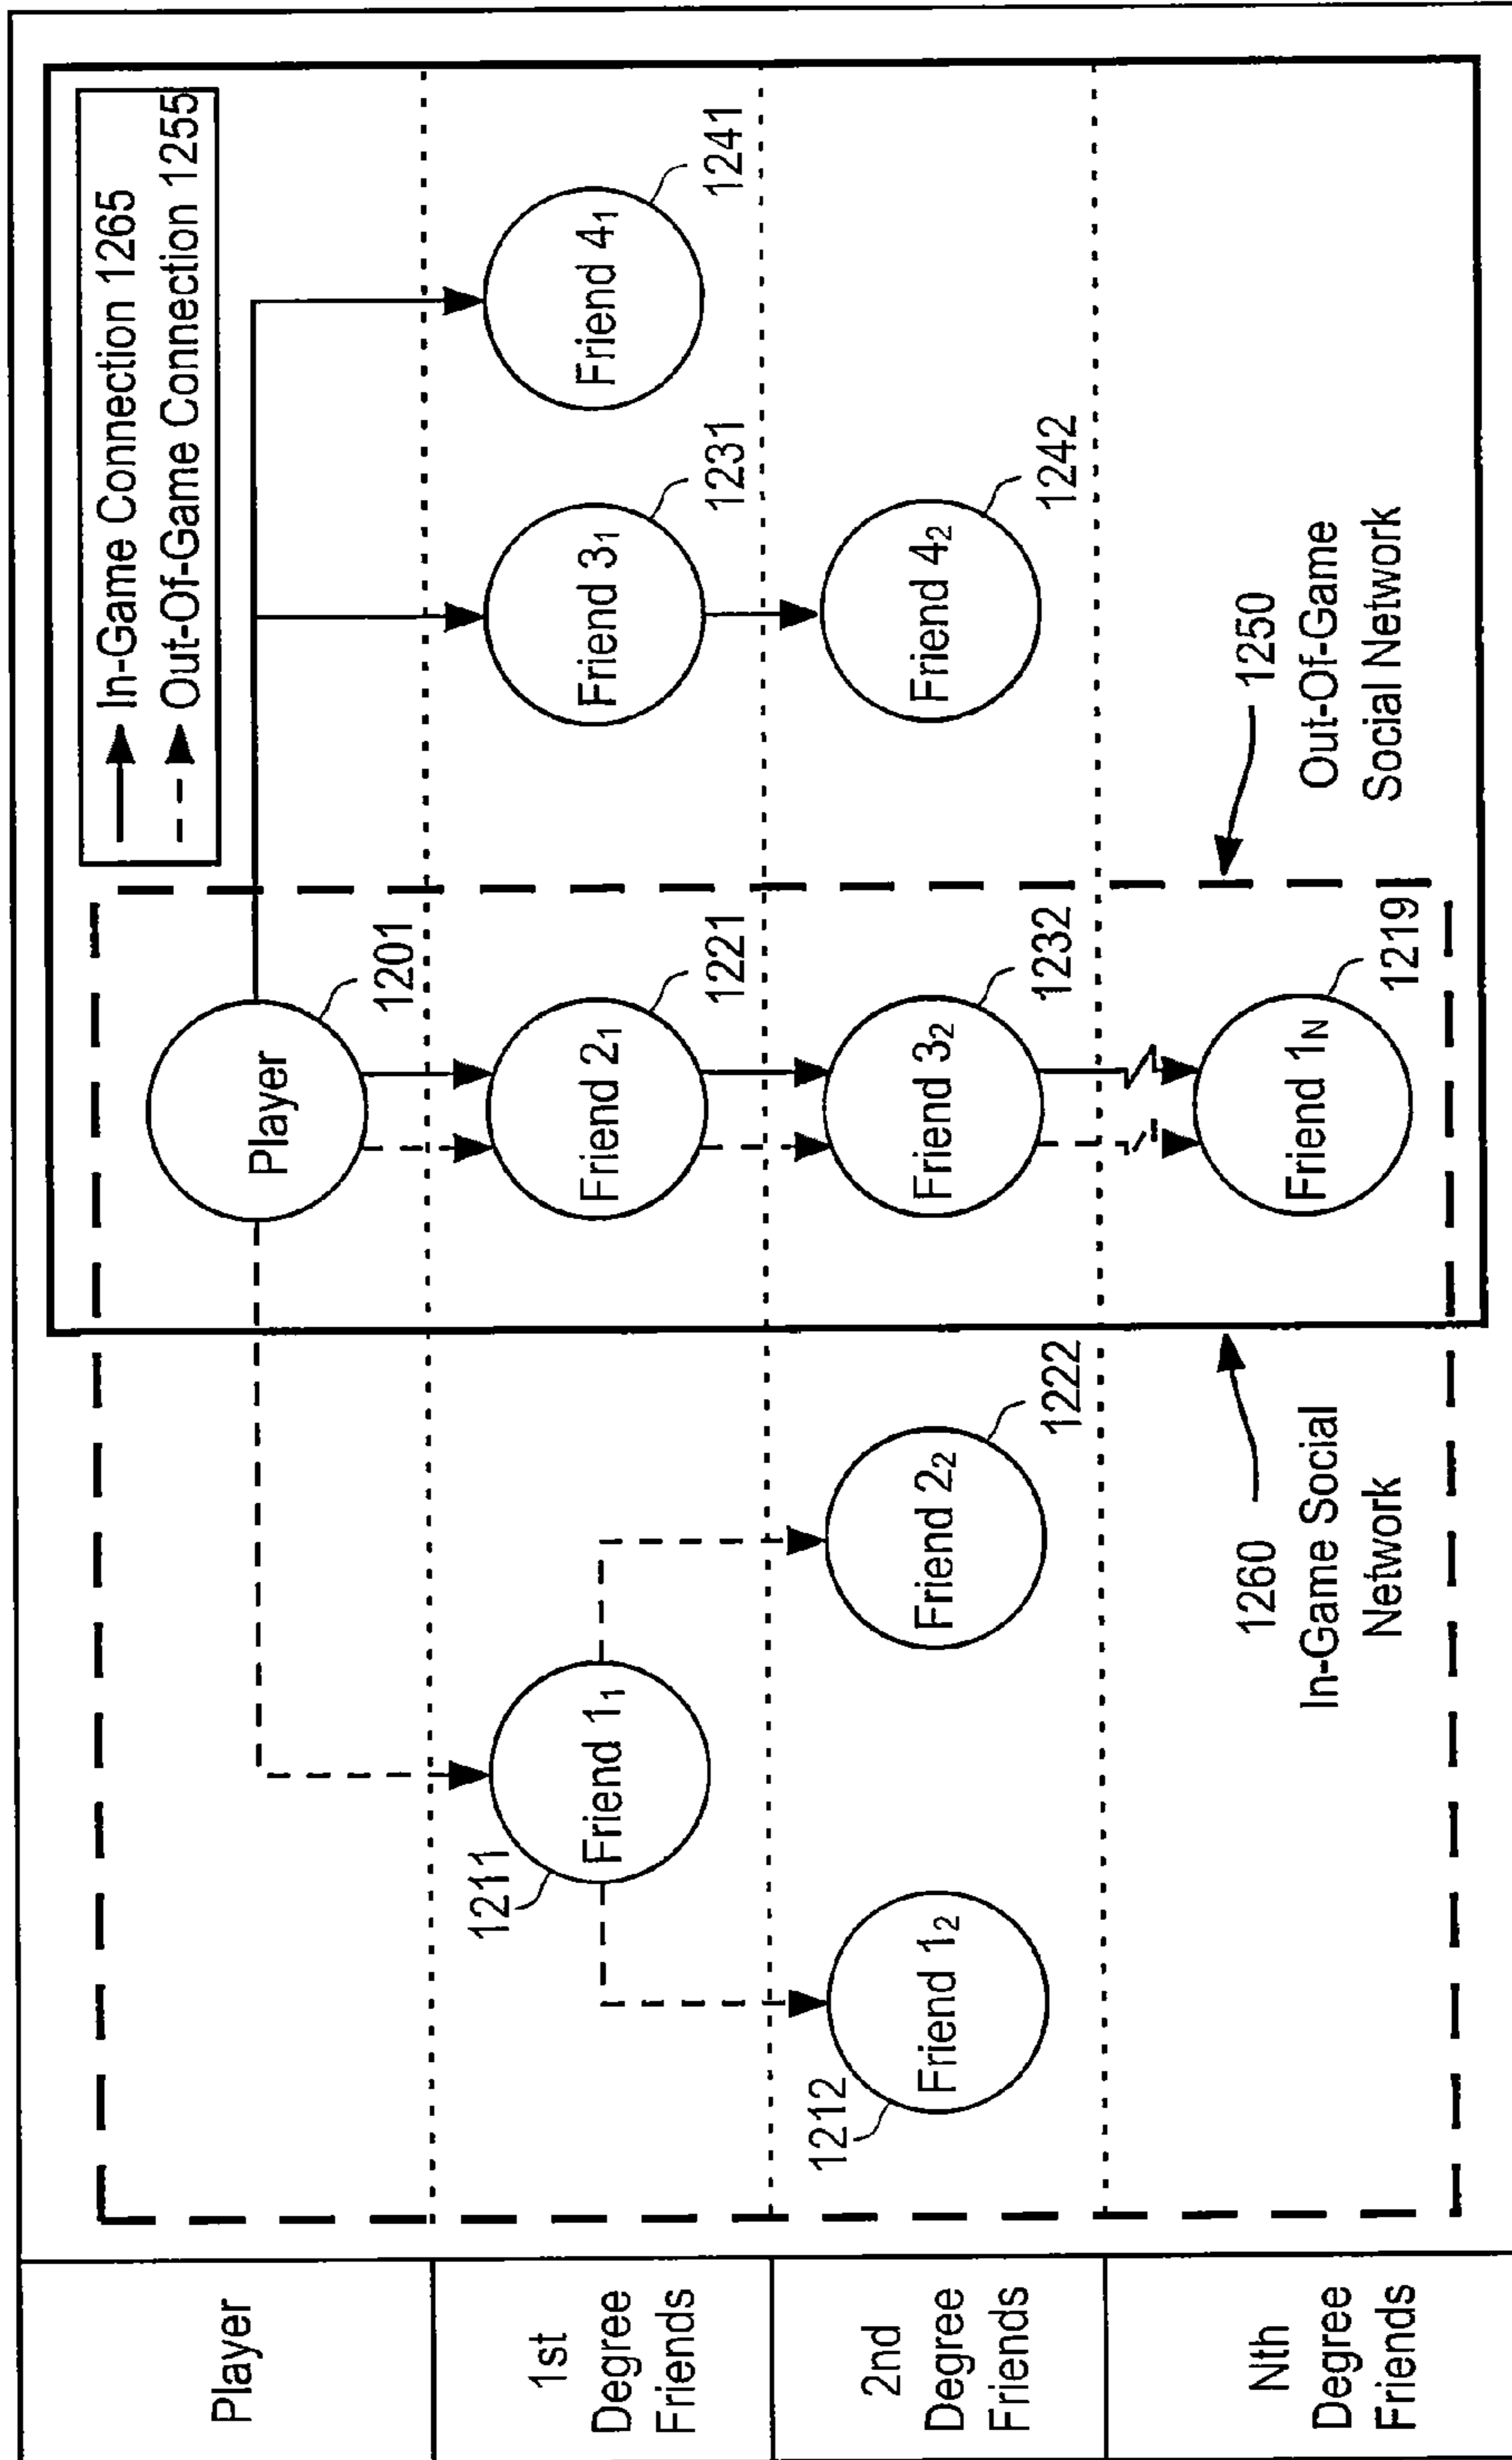 Player
1st
Degree
Friends
2nd
Degree
Friends
Nth
Degree
Friends
In-Game Connection 1265
Out-Of-Game Connection 1255
Player
1201
1211
Friend 1₁
Friend 2₁
1221
Friend 3₁
1231
Friend 4₁
1241
1212
Friend 1₂
Friend 2₂
1222
Friend 3₂
1232
Friend 4₂
1242
1260
In-Game Social
Network
Friend 1N
1219
1250
Out-Of-Game
Social Network